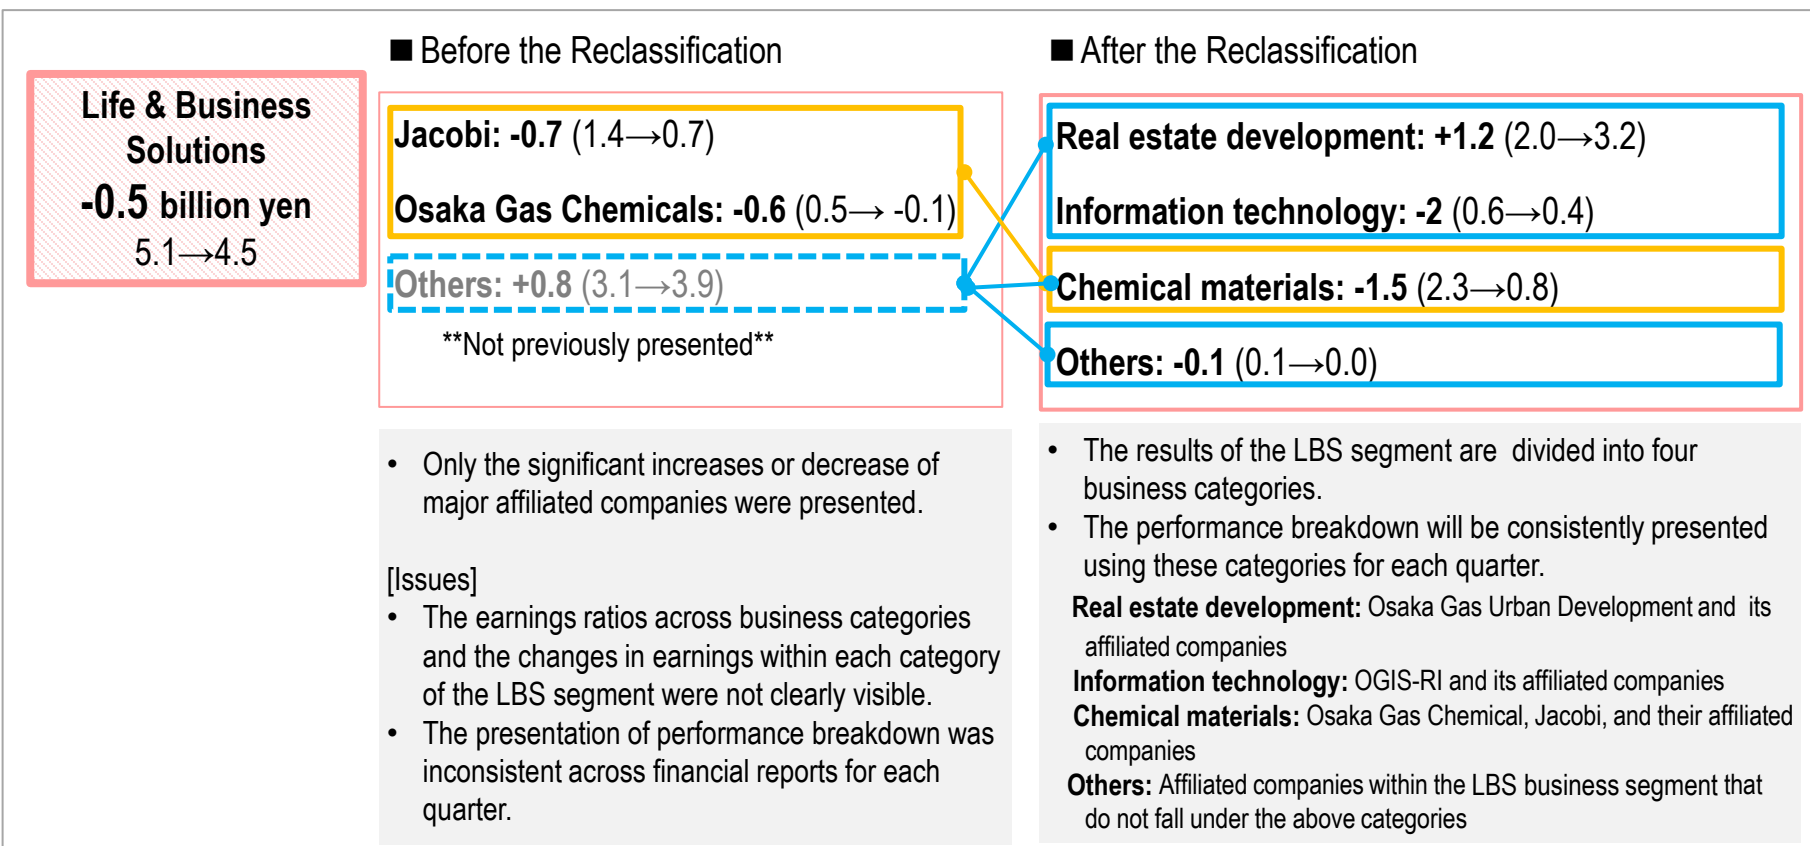 Life & Business
Solutions
-0.5 billion yen
5.1→4.5
■ Before the Reclassification
Jacobi: -0.7 (1.4→0.7)
Osaka Gas Chemicals: -0.6 (0.5→ -0.1)
Others: +0.8 (3.1→3.9)
**Not previously presented**
• Only the significant increases or decrease of
major affiliated companies were presented.
[Issues]
• The earnings ratios across business categories
and the changes in earnings within each category
of the LBS segment were not clearly visible.
• The presentation of performance breakdown was
inconsistent across financial reports for each
quarter.
■ After the Reclassification
Real estate development: +1.2 (2.0→3.2)
Information technology: -2 (0.6→0.4)
Chemical materials: -1.5 (2.3→0.8)
Others: -0.1 (0.1→0.0)
• The results of the LBS segment are divided into four
business categories.
• The performance breakdown will be consistently presented
using these categories for each quarter.
Real estate development: Osaka Gas Urban Development and its
affiliated companies
Information technology: OGIS-RI and its affiliated companies
Chemical materials: Osaka Gas Chemical, Jacobi, and their affiliated
companies
Others: Affiliated companies within the LBS business segment that
do not fall under the above categories